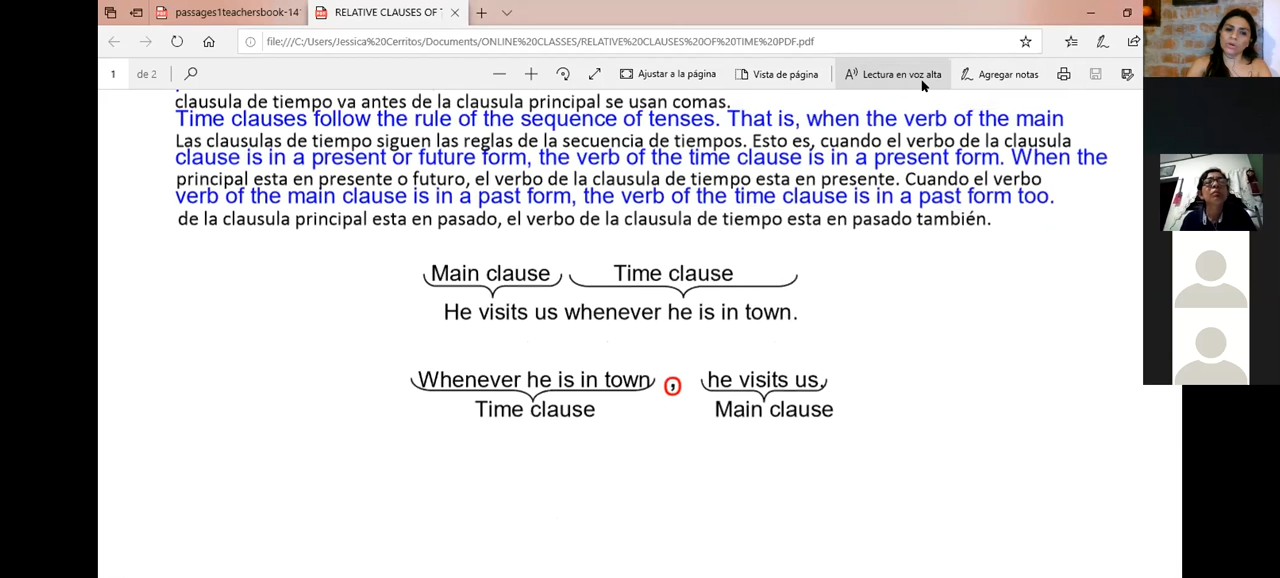 passages1teachersbook-14
RELATIVE CLAUSES OF
file:///C:/Users/Jessica%20Cerritos/Documents/ONLINE%20CLASSES/RELATIVE%20CLAUSES%20OF%20TIME%20PDF.pdf
1 de 2 Ajustar a la página Vista de página Lectura en voz alta Agregar notas
clausula de tiempo va antes de la clausula principal se usan comas.
Time clauses follow the rule of the sequence of tenses. That is, when the verb of the main
Las clausulas de tiempo siguen las reglas de la secuencia de tiempos. Esto es, cuando el verbo de la clausula
clause is in a present or future form, the verb of the time clause is in a present form. When the
principal esta en presente o futuro, el verbo de la clausula de tiempo esta en presente. Cuando el verbo
verb of the main clause is in a past form, the verb of the time clause is in a past form too.
de la clausula principal esta en pasado, el verbo de la clausula de tiempo esta en pasado también.
Main clause Time clause
He visits us whenever he is in town.
Whenever he is in town , he visits us.
Time clause Main clause